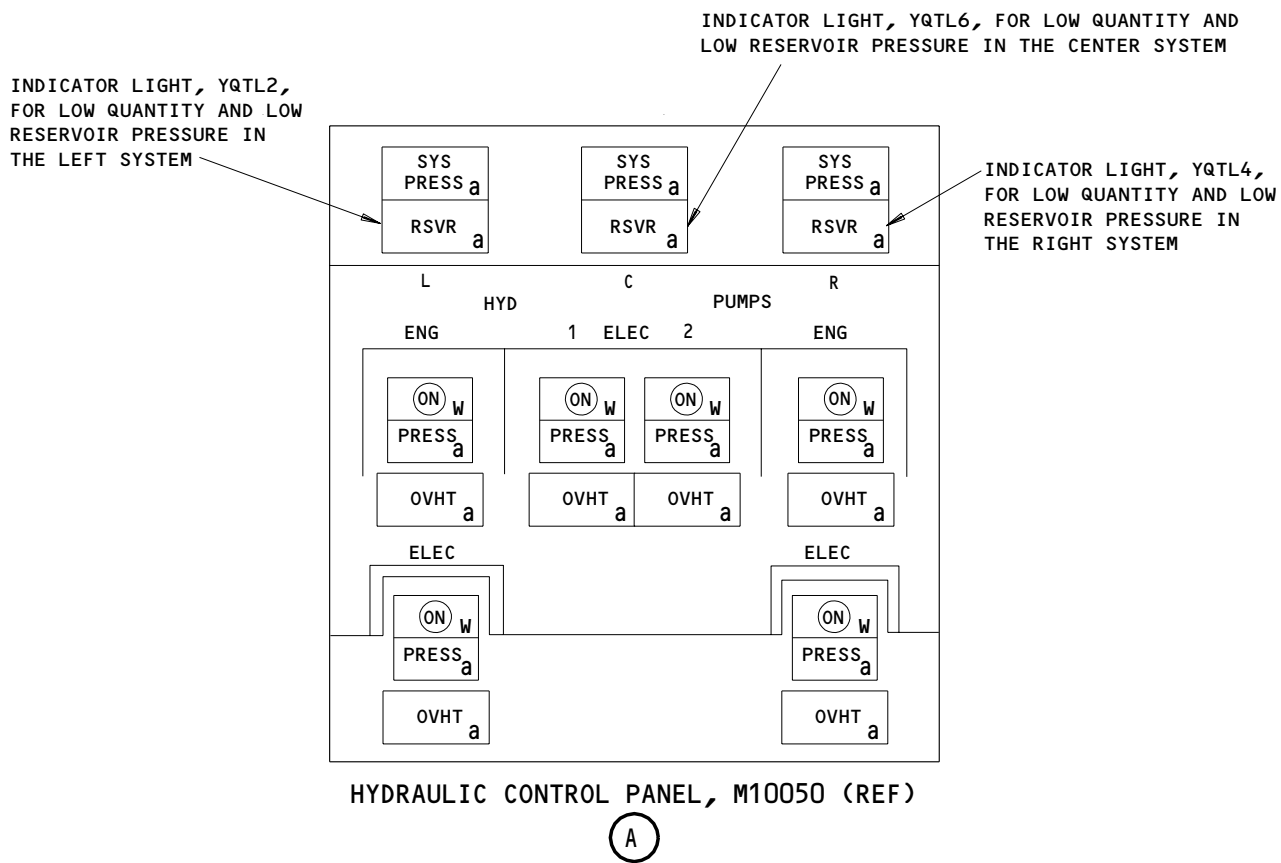 INDICATOR LIGHT, YQTL6, FOR LOW QUANTITY AND
LOW RESERVOIR PRESSURE IN THE CENTER SYSTEM
INDICATOR LIGHT, YQTL2,
FOR LOW QUANTITY AND LOW
RESERVOIR PRESSURE IN
THE LEFT SYSTEM
INDICATOR LIGHT, YQTL4,
FOR LOW QUANTITY AND LOW
RESERVOIR PRESSURE IN
THE RIGHT SYSTEM
SYS
PRESS a
RSVR a
SYS
PRESS a
RSVR a
SYS
PRESS a
RSVR a
L C R
HYD PUMPS
ENG 1 ELEC 2 ENG
ON W ON W ON W ON W
PRESS a PRESS a PRESS a PRESS a
OVHT a OVHT a OVHT a OVHT a
ELEC ELEC
ON W ON W
PRESS a PRESS a
OVHT a OVHT a
HYDRAULIC CONTROL PANEL, M10050 (REF)
A